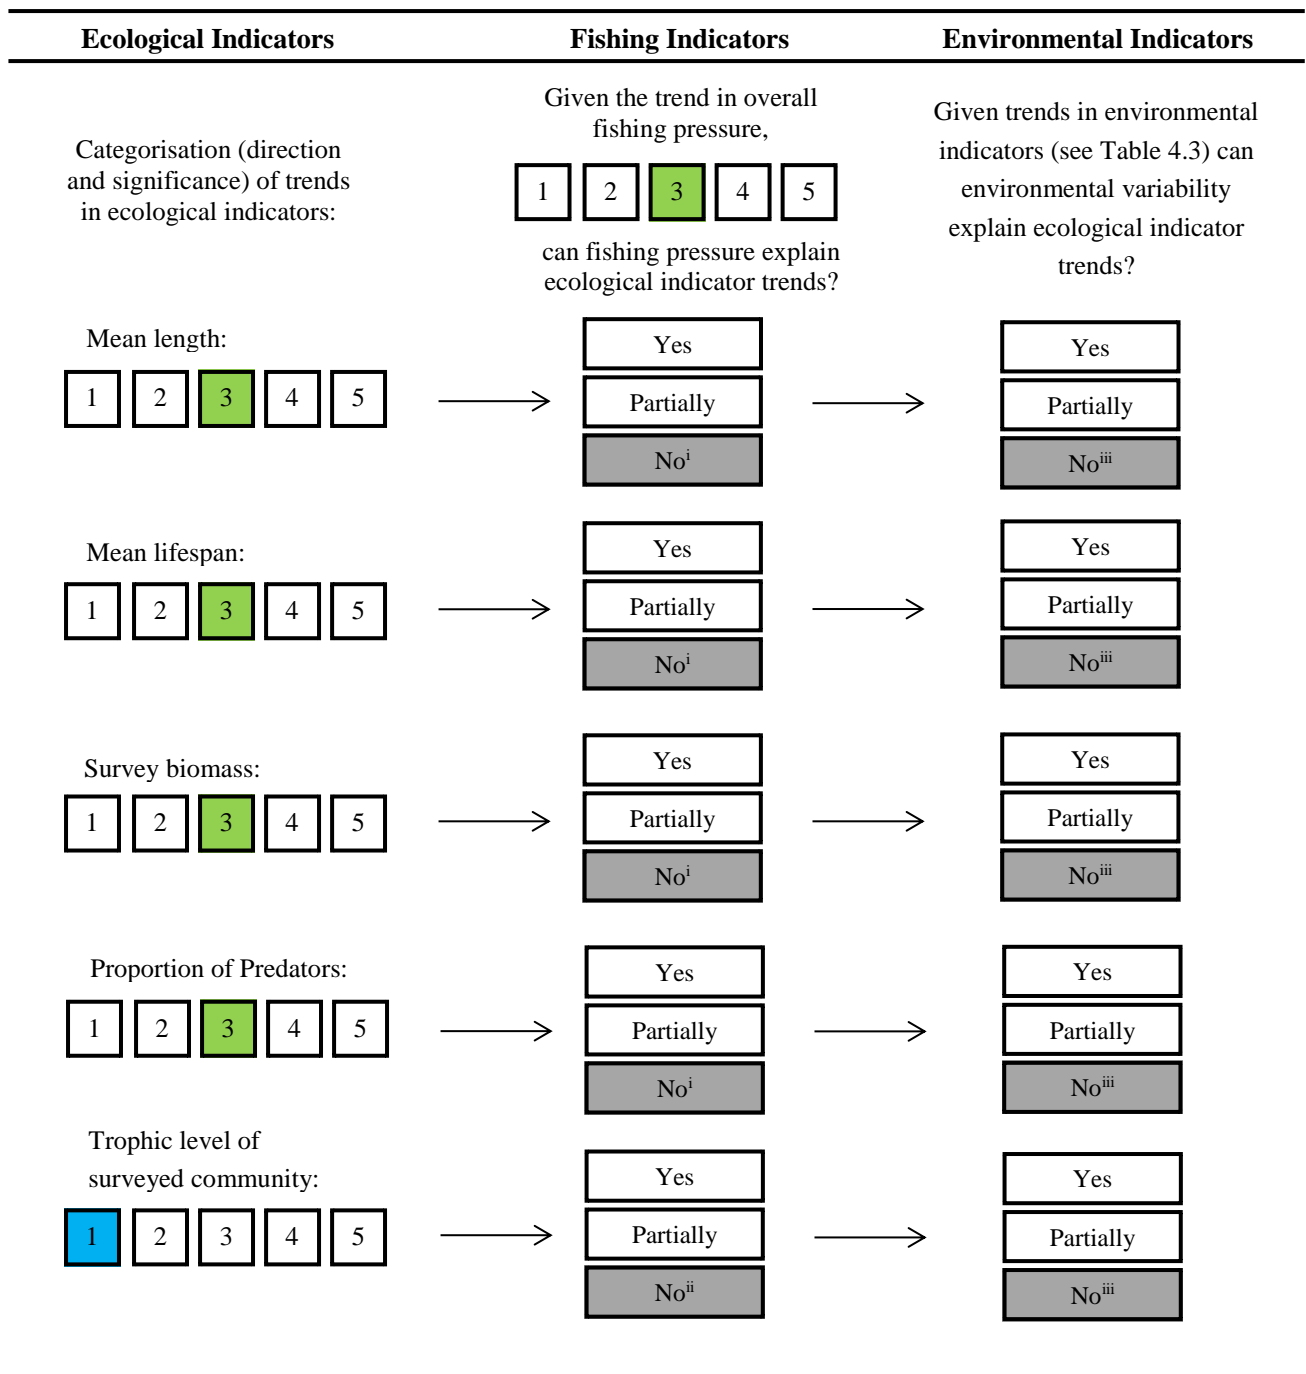 Ecological Indicators Fishing Indicators Environmental Indicators
Categorisation (direction
and significance) of trends
in ecological indicators:
Given the trend in overall
fishing pressure,
1 2 3 4 5
can fishing pressure explain
ecological indicator trends?
Given trends in environmental
indicators (see Table 4.3) can
environmental variability
explain ecological indicator
trends?
Mean length:
1 2 3 4 5
Yes
Partially
Noⁱ
Yes
Partially
Noⁱⁱⁱ
Mean lifespan:
1 2 3 4 5
Yes
Partially
Noⁱ
Yes
Partially
Noⁱⁱⁱ
Survey biomass:
1 2 3 4 5
Yes
Partially
Noⁱ
Yes
Partially
Noⁱⁱⁱ
Proportion of Predators:
1 2 3 4 5
Yes
Partially
Noⁱ
Yes
Partially
Noⁱⁱⁱ
Trophic level of
surveyed community:
1 2 3 4 5
Yes
Partially
Noⁱⁱ
Yes
Partially
Noⁱⁱⁱ